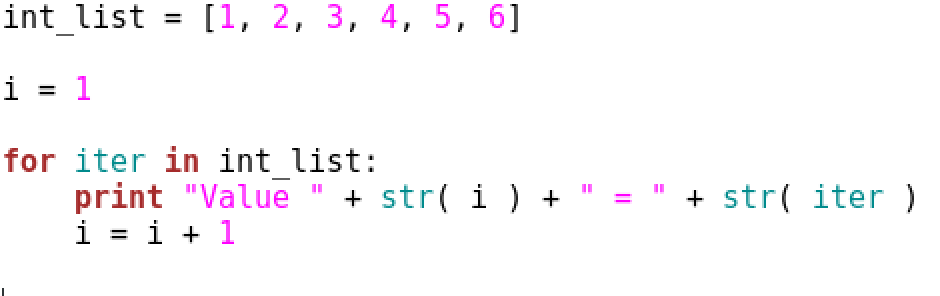 int_list = [1, 2, 3, 4, 5, 6]
i = 1
for iter in int_list:
    print "Value " + str( i ) + " = " + str( iter )
    i = i + 1